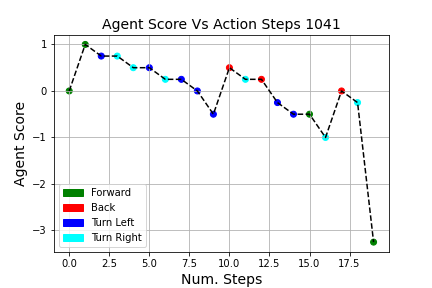 Agent Score Vs Action Steps 1041
1
0
−1
−2
−3
Agent Score
Forward
Back
Turn Left
Turn Right
0.0 2.5 5.0 7.5 10.0 12.5 15.0 17.5
Num. Steps